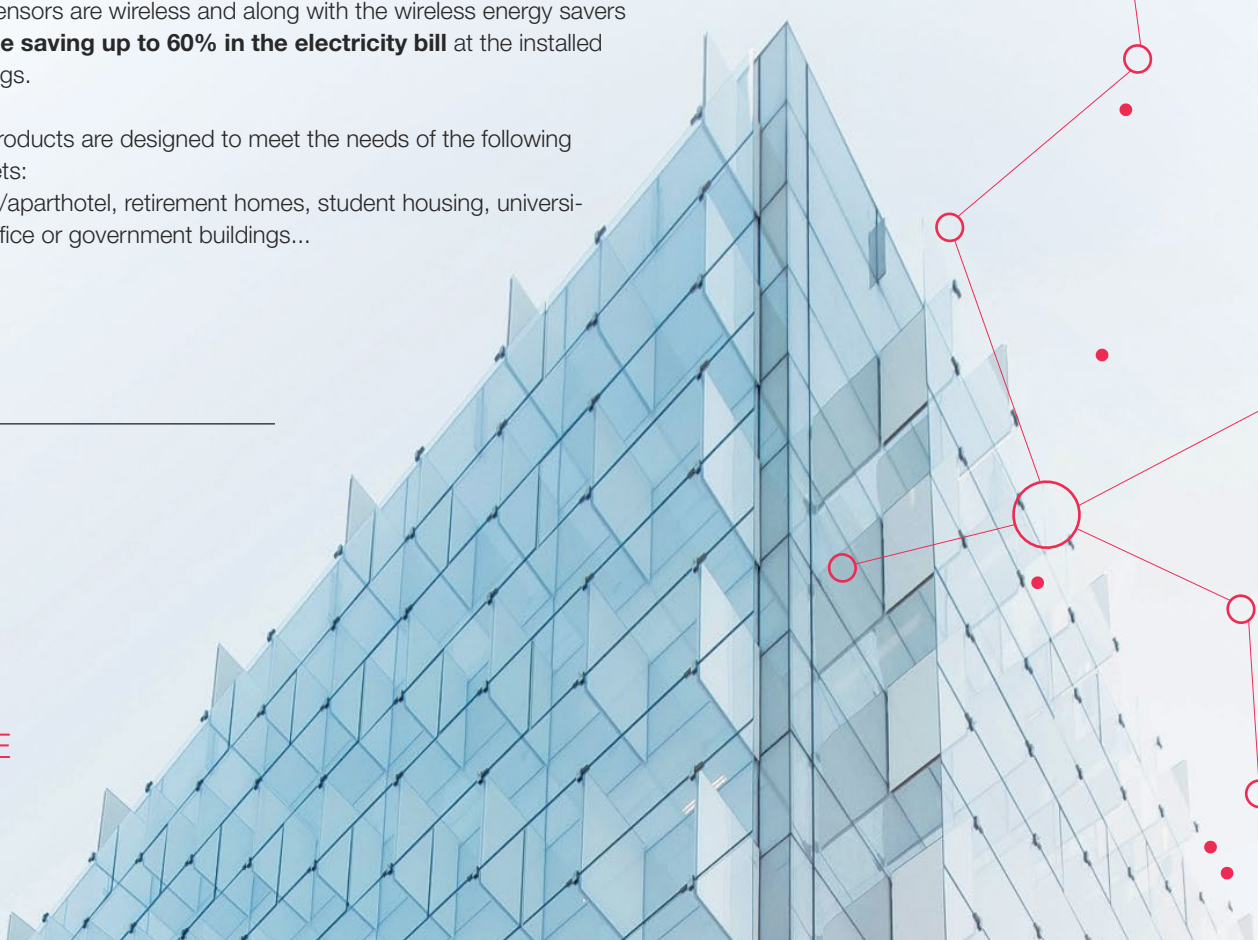 ensors are wireless and along with the wireless energy savers
e saving up to 60% in the electricity bill at the installed
gs.
roducts are designed to meet the needs of the following
ets:
/aparthotel, retirement homes, student housing, universi-
fice or government buildings...
E